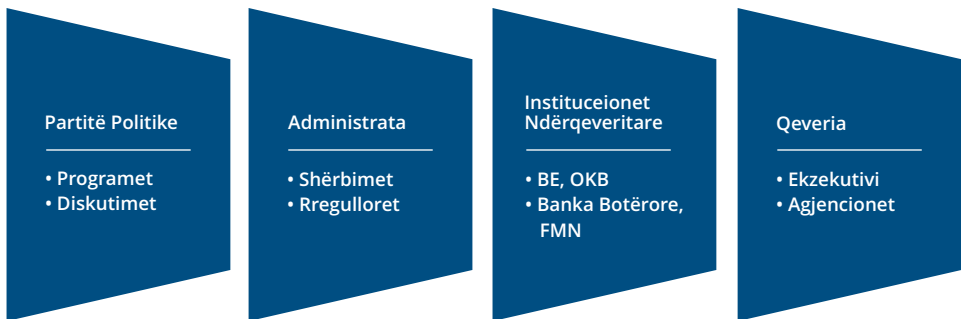 Partitë Politike
• Programet
• Diskutimet
Administrata
• Shërbimet
• Rregulloret
Instituceionet
Ndërqeveritare
• BE, OKB
• Banka Botërore,
FMN
Qeveria
• Ekzekutivi
• Agjencionet